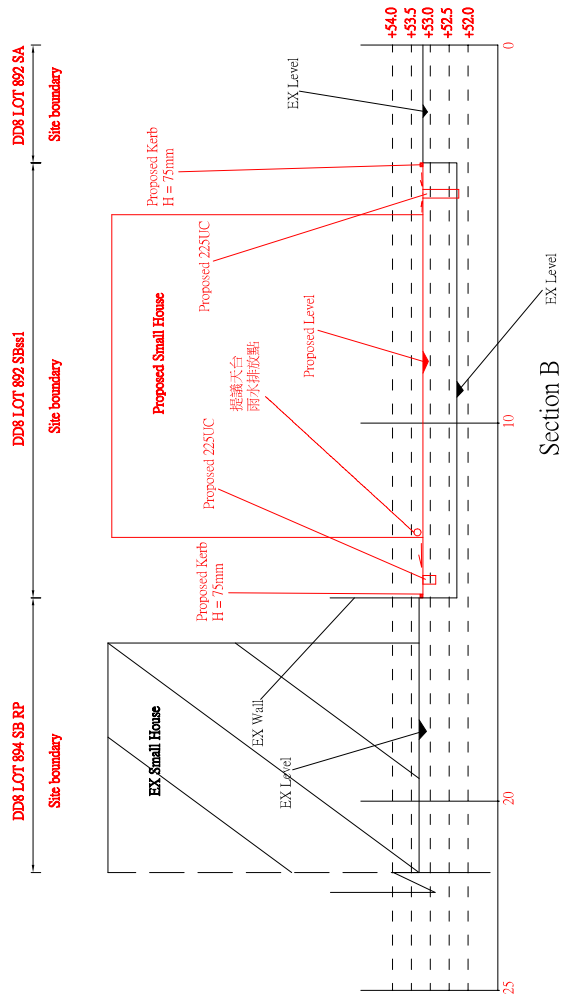 DD8 LOT 894 SB RP
Site boundary
DD8 LOT 892 SBss1
Site boundary
DD8 LOT 892 SA
Site boundary
EX Small House
Proposed Small House
Proposed Kerb
H = 75mm
Proposed 225UC
提議天台
雨水排放點
Proposed 225UC
Proposed Kerb
H = 75mm
EX Wall
EX Level
Proposed Level
EX Level
+54.0
+53.5
+53.0
+52.5
+52.0
25
20
10
0
EX Level
Section B